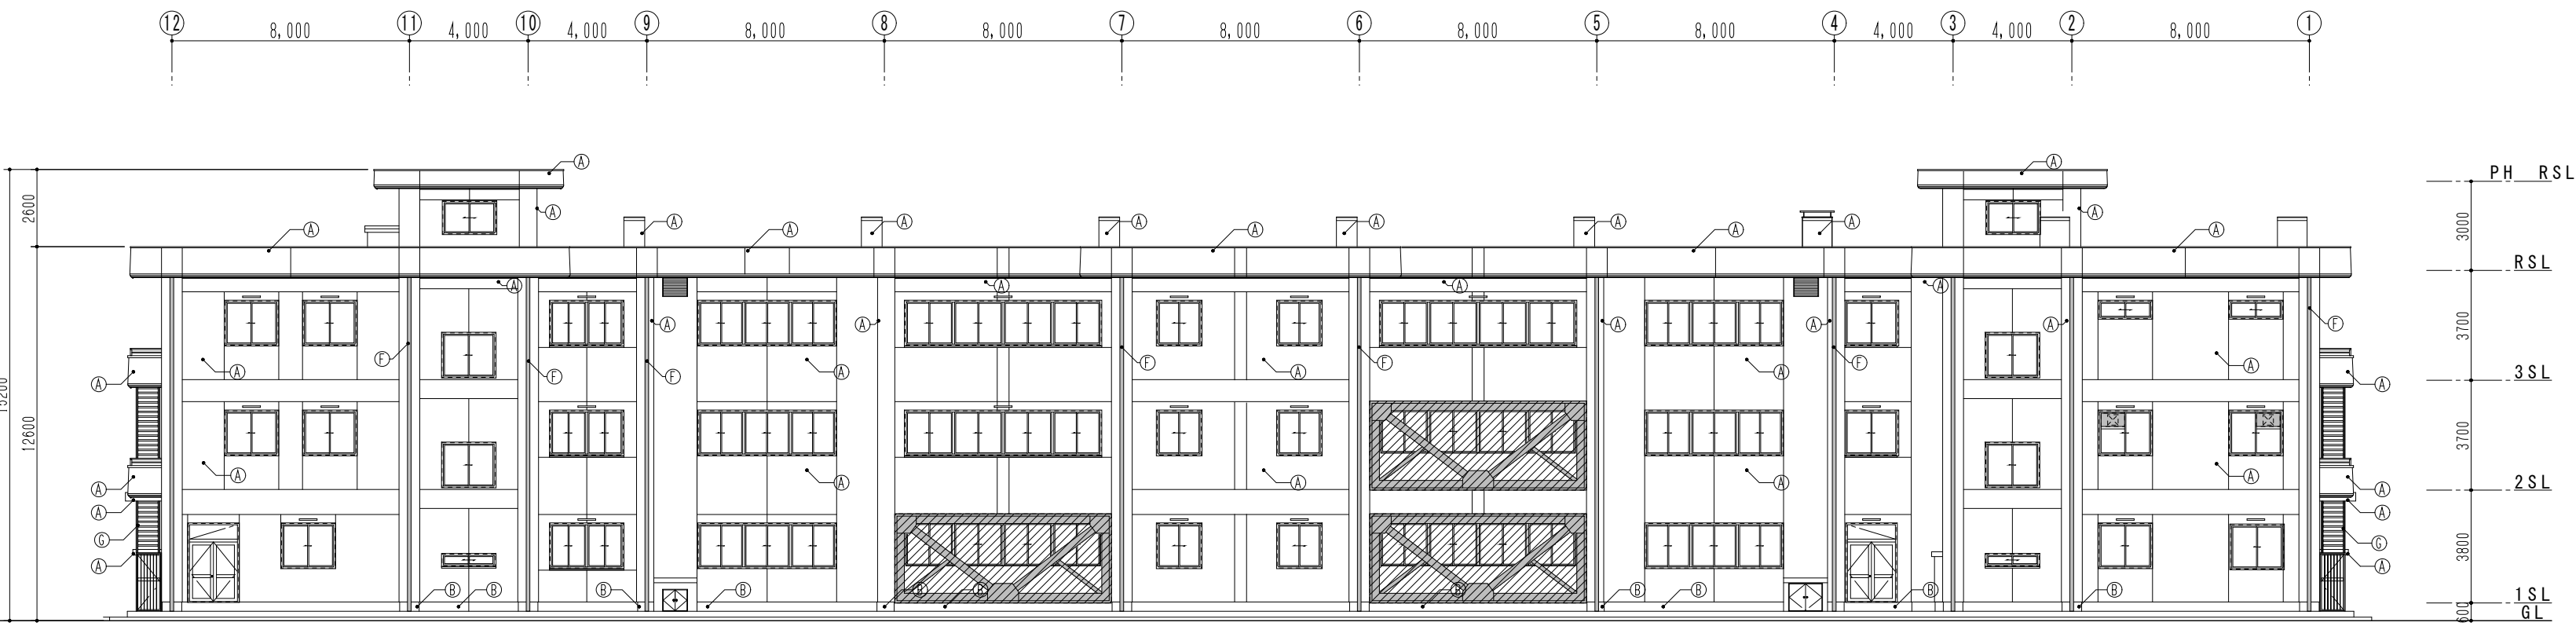 12 11 10 9 8 7 6 5 4 3 2 1
8,000 4,000 4,000 8,000 8,000 8,000 8,000 8,000 4,000 4,000 8,000
A A
PH RSL
2600 A A 3000
A A A A A A A A A A A
RSL
A A A A
A A A A A F
3700
F F F F F
A A A A A
3SL
A A
15200
12600
A A A A A
3700
A A
2SL
A A
G G
3800
A A
B B B B B B B B B B B
1SL
600
GL